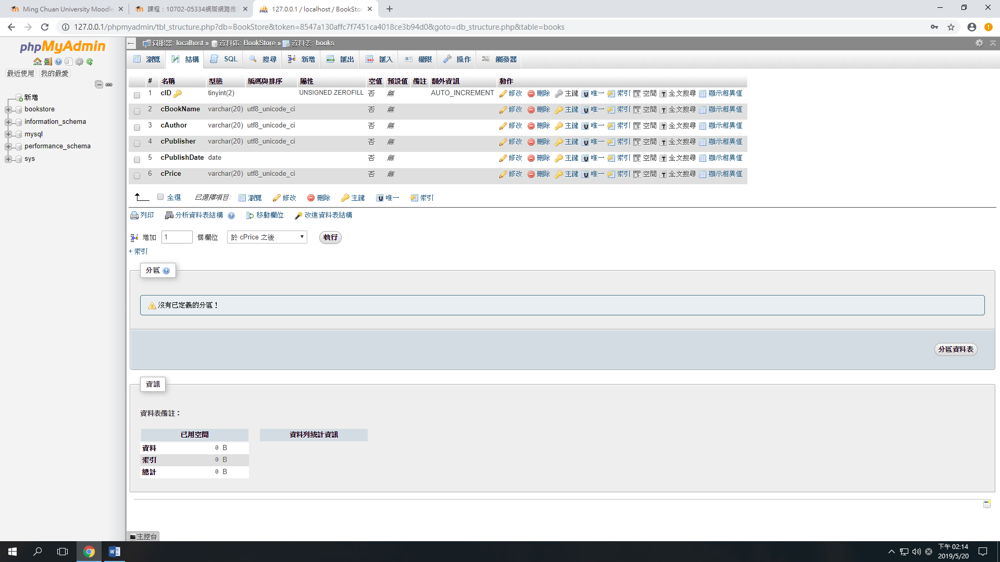 Ming Chuan University Moodle
課程：10702-05334網際網路應
127.0.0.1 / localhost / BookStor
127.0.0.1/phpmyadmin/tbl_structure.php?db=BookStore&token=8547a130affc7f7451ca4018ce3b94d0&goto=db_structure.php&table=books
phpMyAdmin
最近使用 我的最愛
新增
bookstore
information_schema
mysql
performance_schema
sys
伺服器: localhost » 資料庫: BookStore » 資料表: books
瀏覽 結構 SQL 搜尋 新增 匯出 匯入 權限 操作 觸發器
# 名稱 型態 編碼與排序 屬性 空值 預設值 備註 額外資訊 動作
1 cID tinyint(2) UNSIGNED ZEROFILL 否 無 AUTO_INCREMENT 修改 刪除 主鍵 唯一 索引 空間 全文搜尋 顯示相異值
2 cBookName varchar(20) utf8_unicode_ci 否 無 修改 刪除 主鍵 唯一 索引 空間 全文搜尋 顯示相異值
3 cAuthor varchar(20) utf8_unicode_ci 否 無 修改 刪除 主鍵 唯一 索引 空間 全文搜尋 顯示相異值
4 cPublisher varchar(20) utf8_unicode_ci 否 無 修改 刪除 主鍵 唯一 索引 空間 全文搜尋 顯示相異值
5 cPublishDate date 否 無 修改 刪除 主鍵 唯一 索引 空間 全文搜尋 顯示相異值
6 cPrice varchar(20) utf8_unicode_ci 否 無 修改 刪除 主鍵 唯一 索引 空間 全文搜尋 顯示相異值
全選 已選擇項目: 瀏覽 修改 刪除 主鍵 唯一 索引
列印 分析資料表結構 移動欄位 改進資料表結構
增加 1 個欄位 於 cPrice 之後 執行
+ 索引
分區
沒有已定義的分區！
分區資料表
資訊
資料表備註：
已用空間 資料列統計資訊
資料 0 B
索引 0 B
總計 0 B
主控台
下午 02:14
2019/5/20